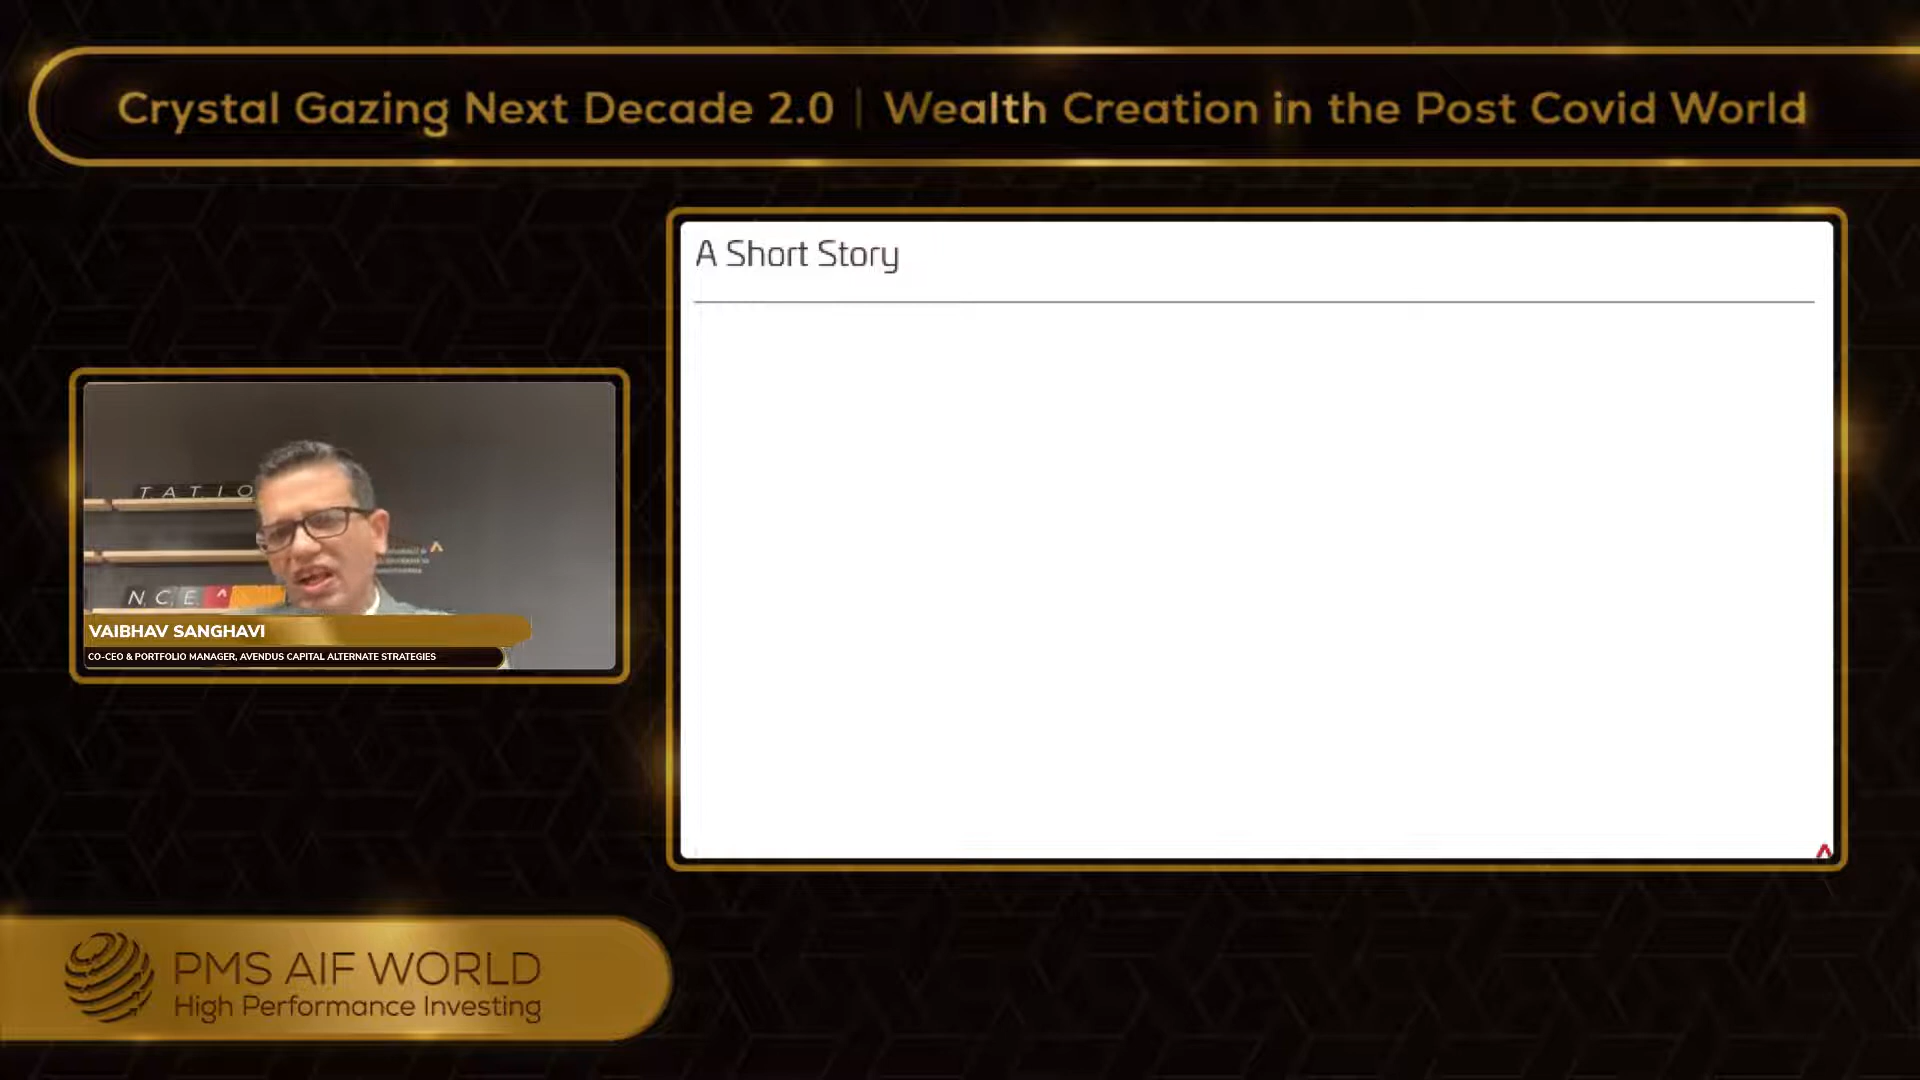 Crystal Gazing Next Decade 2.0 | Wealth Creation in the Post Covid World
A Short Story
T.A.T.I.O
N.C.E.
VAIBHAV SANGHAVI
CO-CEO & PORTFOLIO MANAGER, AVENDUS CAPITAL ALTERNATE STRATEGIES
PMS AIF WORLD
High Performance Investing